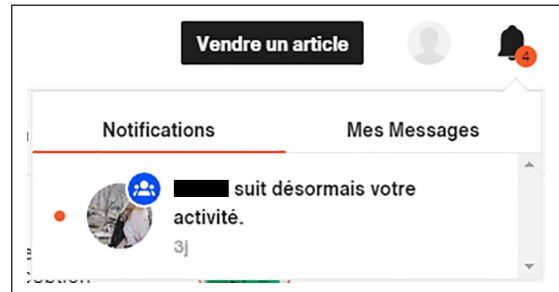 Vendre un article
4
Notifications
Mes Messages
suit désormais votre
activité.
3j